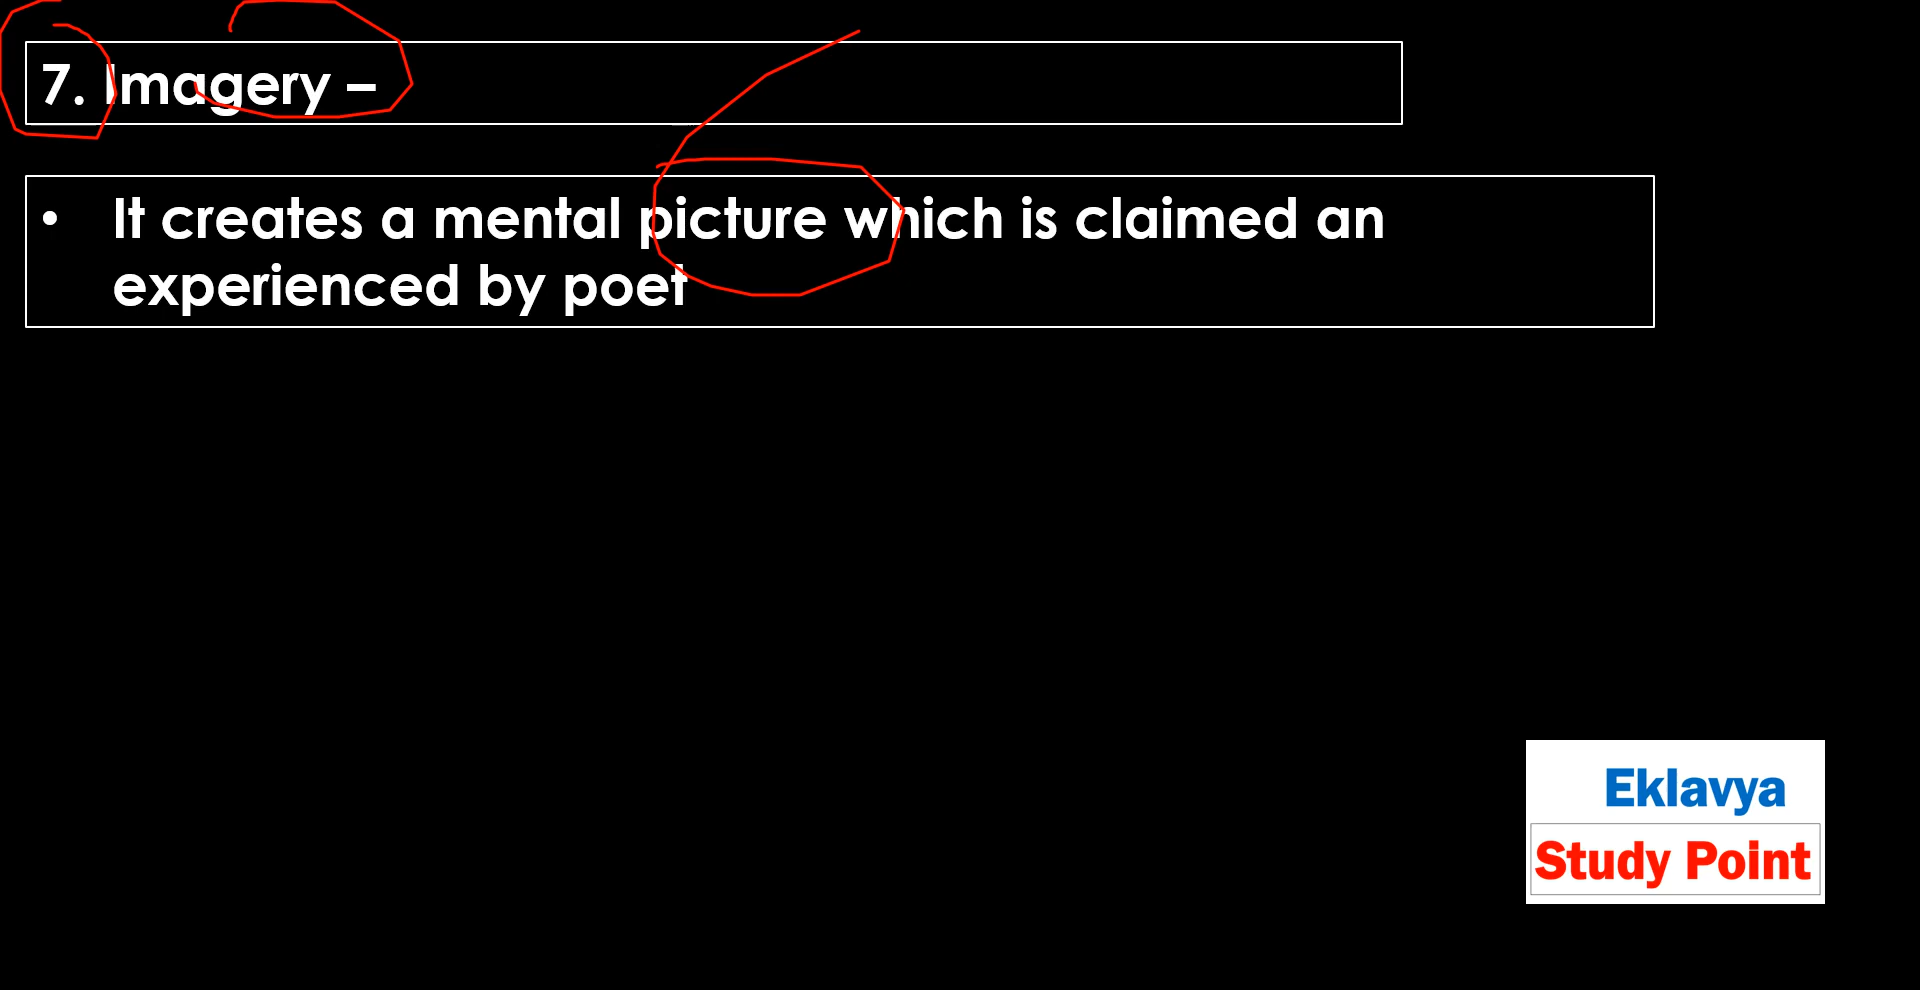 7. Imagery –
• It creates a mental picture which is claimed an
experienced by poet
Eklavya
Study Point